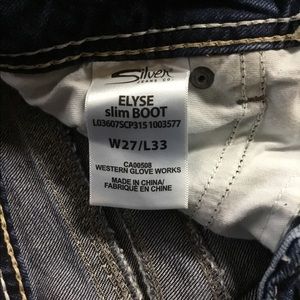 Silver
JEANS CO.
ELYSE
slim BOOT
L03607SCP315 1003577
W27/L33
CA00508
WESTERN GLOVE WORKS
MADE IN CHINA/
FABRIQUÉ EN CHINE